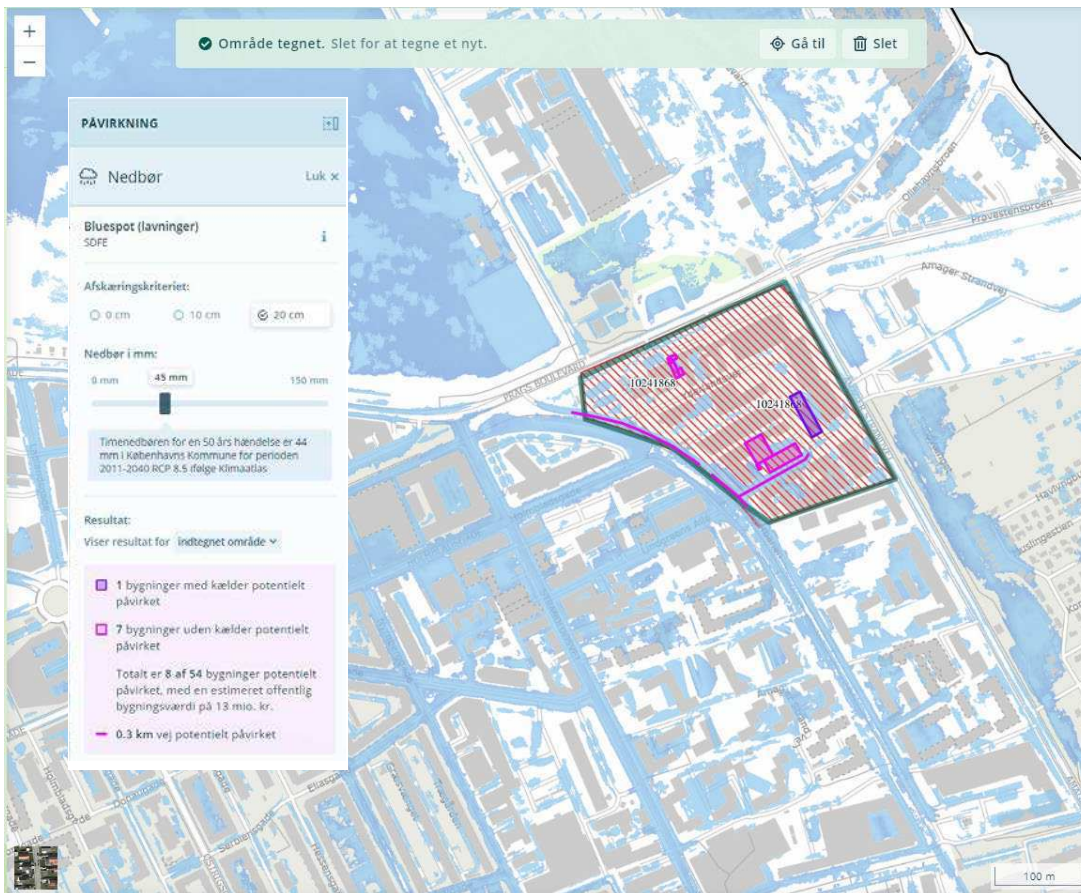 +
−
Område tegnet. Slet for at tegne et nyt.
Gå til
Slet
PÅVIRKNING
Nedbør
Luk ×
Bluespot (lavninger)
SDFE
i
Afskæringskriteriet:
0 cm
10 cm
20 cm
Nedbør i mm:
0 mm
45 mm
150 mm
Timenedbøren for en 50 års hændelse er 44
mm i Københavns Kommune for perioden
2011-2040 RCP 8.5 ifølge Klimaatlas
Resultat:
Viser resultat for indtegnet område
1 bygninger med kælder potentielt
påvirket
7 bygninger uden kælder potentielt
påvirket
Totalt er 8 af 54 bygninger potentielt
påvirket, med en estimeret offentlig
bygningsværdi på 13 mio. kr.
0.3 km vej potentielt påvirket
X-Vej
Prøvestensbroen
Amager Strandvej
PRAGS BOULEVARD
10241868
10241868
Holmbladsgade
100 m